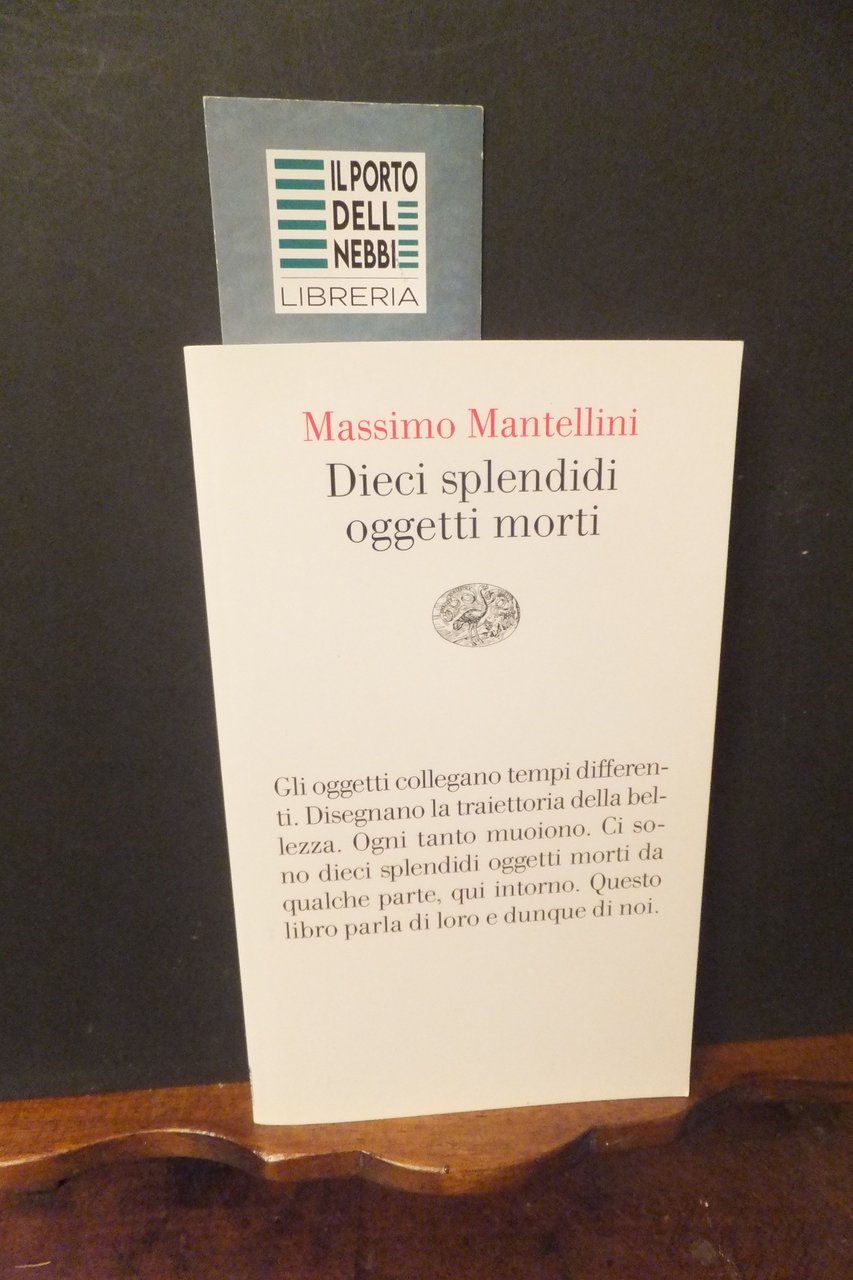 IL PORTO
DELL
NEBBI
LIBRERIA
Massimo Mantellini
Dieci splendidi
oggetti morti
Gli oggetti collegano tempi differen-
ti. Disegnano la traiettoria della bel-
lezza. Ogni tanto muoiono. Ci so-
no dieci splendidi oggetti morti da
qualche parte, qui intorno. Questo
libro parla di loro e dunque di noi.